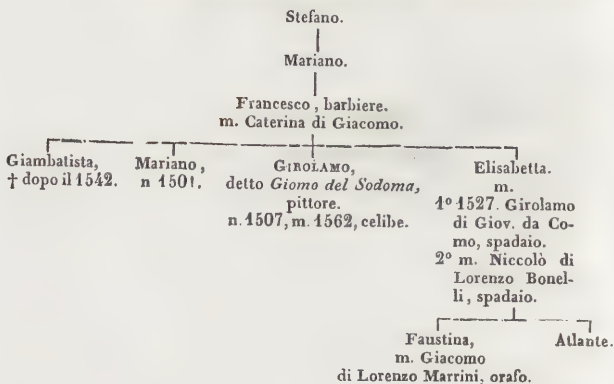 Stefano.
Mariano.
Francesco, barbiere.
m. Caterina di Giacomo.
Giambatista,
† dopo il 1542.
Mariano,
n 1501.
GIROLAMO,
detto Giomo del Sodoma,
pittore.
n. 1507, m. 1562, celibe.
Elisabetta.
m.
1º 1527. Girolamo
di Giov. da Co-
mo, spadaio.
2º m. Niccolò di
Lorenzo Bonel-
li, spadaio.
Faustina,
m. Giacomo
di Lorenzo Marrini, orafo.
Atlante.